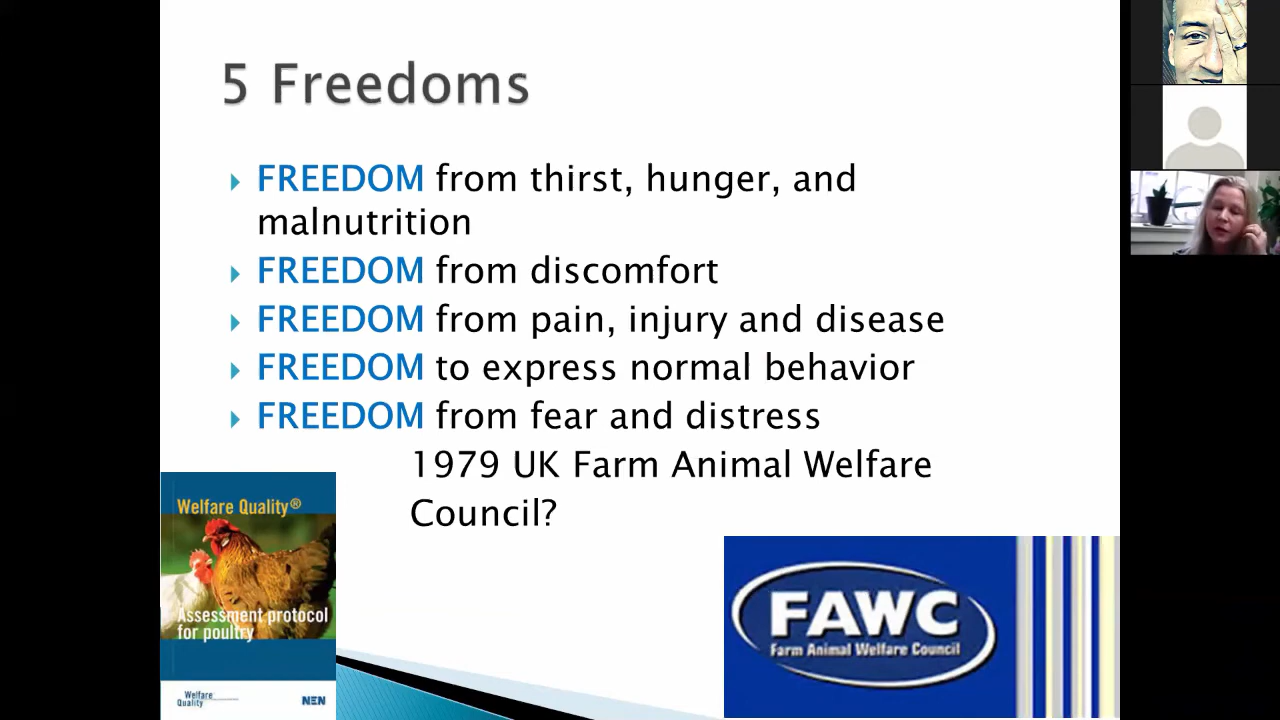 5 Freedoms
FREEDOM from thirst, hunger, and
malnutrition
FREEDOM from discomfort
FREEDOM from pain, injury and disease
FREEDOM to express normal behavior
FREEDOM from fear and distress
1979 UK Farm Animal Welfare
Council?
Welfare Quality®
Assessment protocol
for poultry
Welfare
Quality
NEN
FAWC
Farm Animal Welfare Council